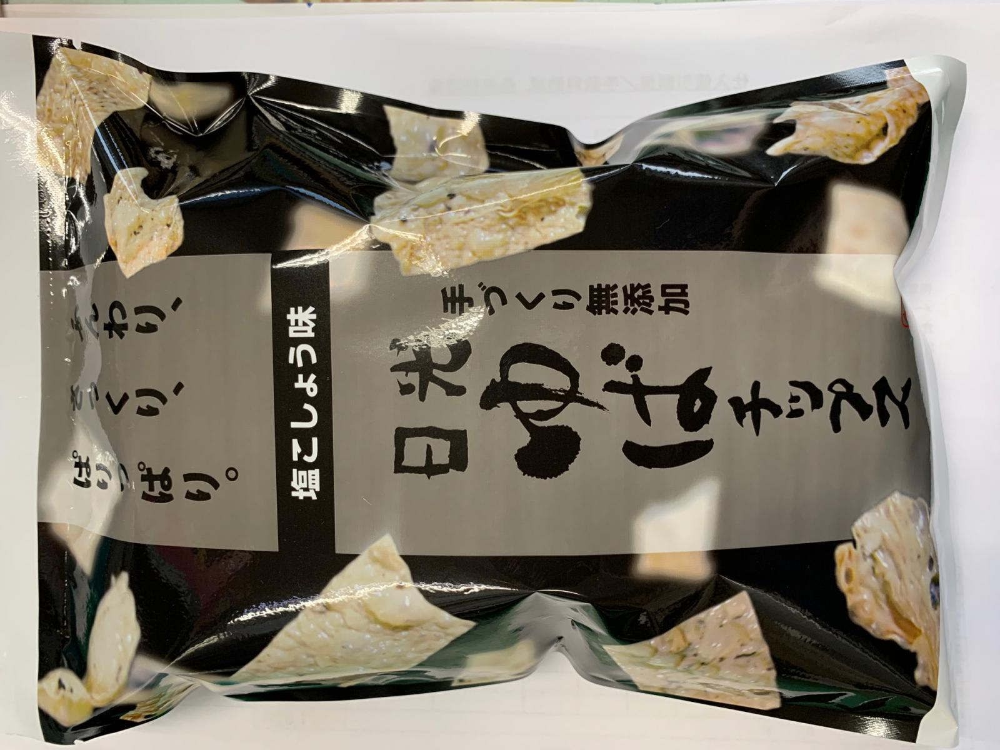 手づくり無添加
日光
ゆば
チップス
塩こしょう味
ふんわり、
さっくり、
ぱりっ
ぱり。